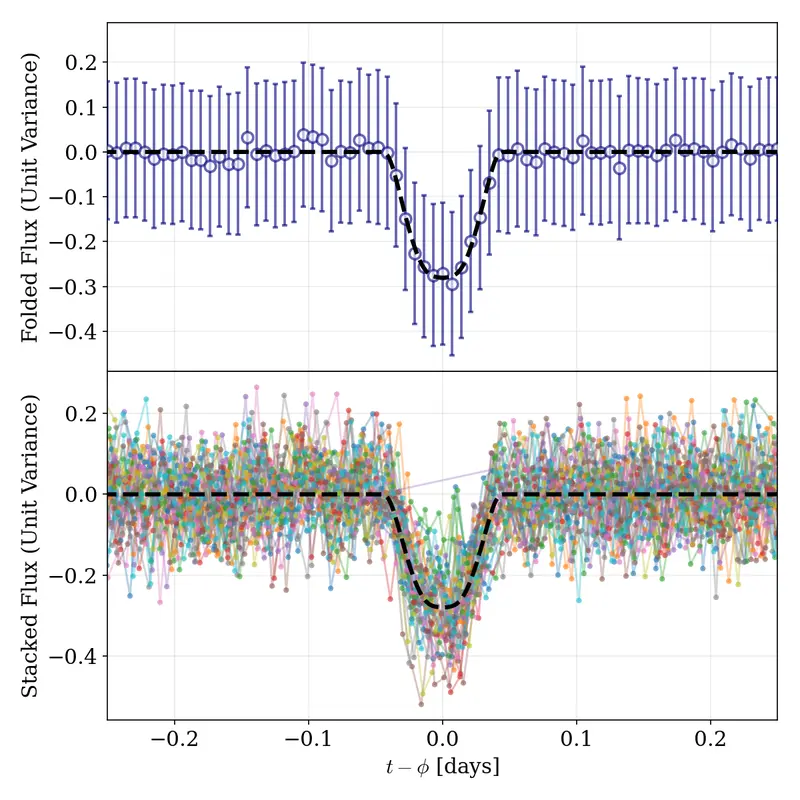 Folded Flux (Unit Variance)
0.2
0.1
0.0
−0.1
−0.2
−0.3
−0.4
Stacked Flux (Unit Variance)
0.2
0.0
−0.2
−0.4
−0.2 −0.1 0.0 0.1 0.2
t − ϕ [days]